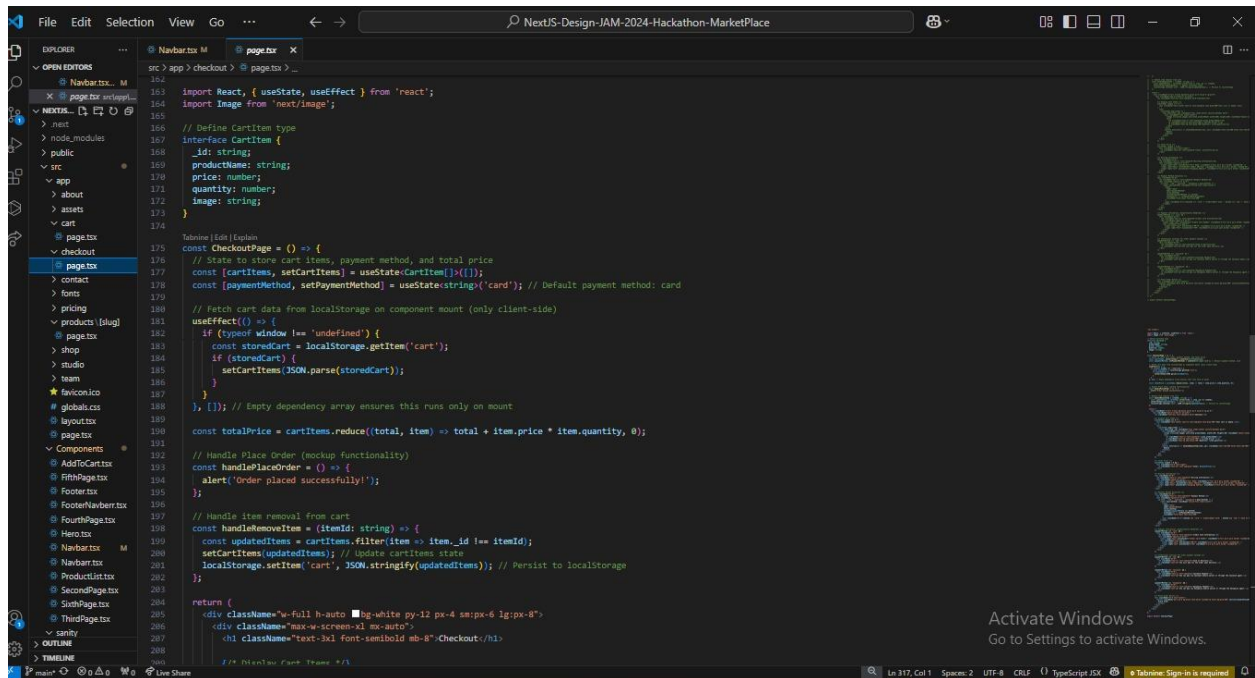 File Edit Selection View Go ··· NextJS-Design-JAM-2024-Hackathon-MarketPlace
EXPLORER ···
OPEN EDITORS
Navbar.tsx... M
page.tsx src\app\...
NEXTJS...
.next
node_modules
public
src
app
about
assets
cart
page.tsx
checkout
page.tsx
contact
fonts
pricing
products \ [slug]
page.tsx
shop
studio
team
favicon.ico
globals.css
layout.tsx
page.tsx
Components
AddToCart.tsx
FifthPage.tsx
Footer.tsx
FooterNavberr.tsx
FourthPage.tsx
Hero.tsx
Navbar.tsx M
Navbarr.tsx
ProductList.tsx
SecondPage.tsx
SixthPage.tsx
ThirdPage.tsx
sanity
OUTLINE
TIMELINE
Navbar.tsx M page.tsx
src > app > checkout > page.tsx > ...
162
163 import React, { useState, useEffect } from 'react';
164 import Image from 'next/image';
165
166 // Define CartItem type
167 interface CartItem {
168 _id: string;
169 productName: string;
170 price: number;
171 quantity: number;
172 image: string;
173 }
174
Tabnine | Edit | Explain
175 const CheckoutPage = () => {
176 // State to store cart items, payment method, and total price
177 const [cartItems, setCartItems] = useState<CartItem[]>([]);
178 const [paymentMethod, setPaymentMethod] = useState<string>('card'); // Default payment method: card
179
180 // Fetch cart data from localStorage on component mount (only client-side)
181 useEffect(() => {
182 if (typeof window !== 'undefined') {
183 const storedCart = localStorage.getItem('cart');
184 if (storedCart) {
185 setCartItems(JSON.parse(storedCart));
186 }
187 }
188 }, []); // Empty dependency array ensures this runs only on mount
189
190 const totalPrice = cartItems.reduce((total, item) => total + item.price * item.quantity, 0);
191
192 // Handle Place Order (mockup functionality)
193 const handlePlaceOrder = () => {
194 alert('Order placed successfully!');
195 };
196
197 // Handle item removal from cart
198 const handleRemoveItem = (itemId: string) => {
199 const updatedItems = cartItems.filter(item => item._id !== itemId);
200 setCartItems(updatedItems); // Update cartItems state
201 localStorage.setItem('cart', JSON.stringify(updatedItems)); // Persist to localStorage
202 };
203
204 return (
205 <div className="w-full h-auto bg-white py-12 px-4 sm:px-6 lg:px-8">
206 <div className="max-w-screen-xl mx-auto">
207 <h1 className="text-3xl font-semibold mb-8">Checkout</h1>
208
209 {/* Display Cart Items */}
Activate Windows
Go to Settings to activate Windows.
main* 0 0 0 Live Share Ln 317, Col 1 Spaces: 2 UTF-8 CRLF TypeScript JSX Tabnine: Sign-in is required